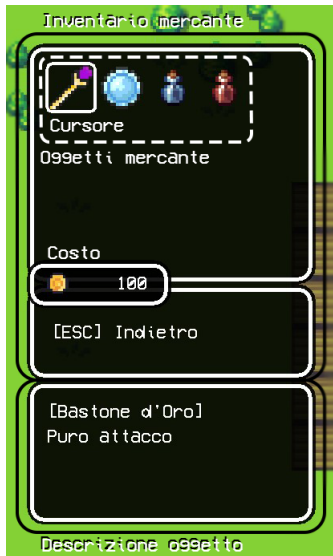 Inventario mercante
Cursore
Oggetti mercante
Costo
100
[ESC] Indietro
[Bastone d'Oro]
Puro attacco
Descrizione oggetto